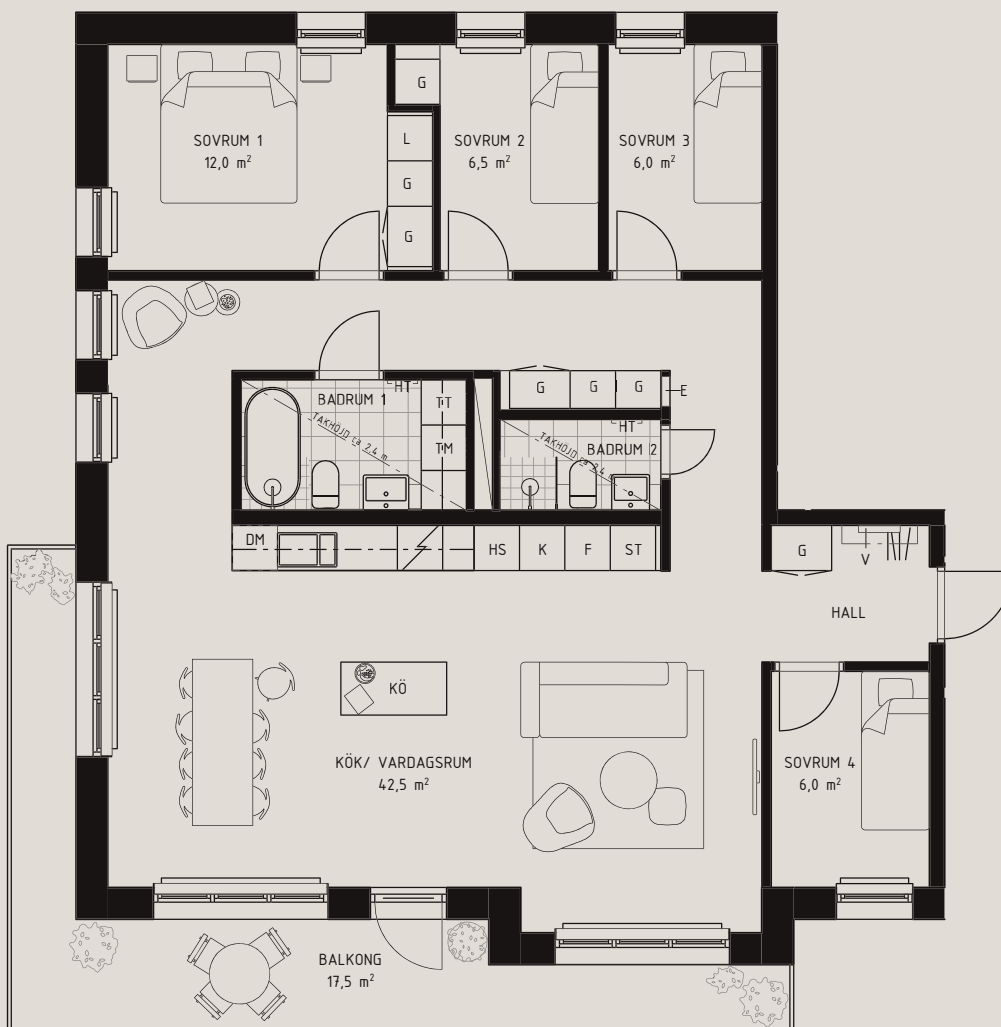 SOVRUM 1
12,0 m²
G
L
G
G
SOVRUM 2
6,5 m²
SOVRUM 3
6,0 m²
HT
BADRUM 1
TAKHÖJD ca 2,4 m
TT
TM
G
G
G
E
HT
BADRUM 2
TAKHÖJD ca 2,4 m
DM
HS
K
F
ST
G
V
HALL
KÖ
KÖK/ VARDAGSRUM
42,5 m²
SOVRUM 4
6,0 m²
BALKONG
17,5 m²